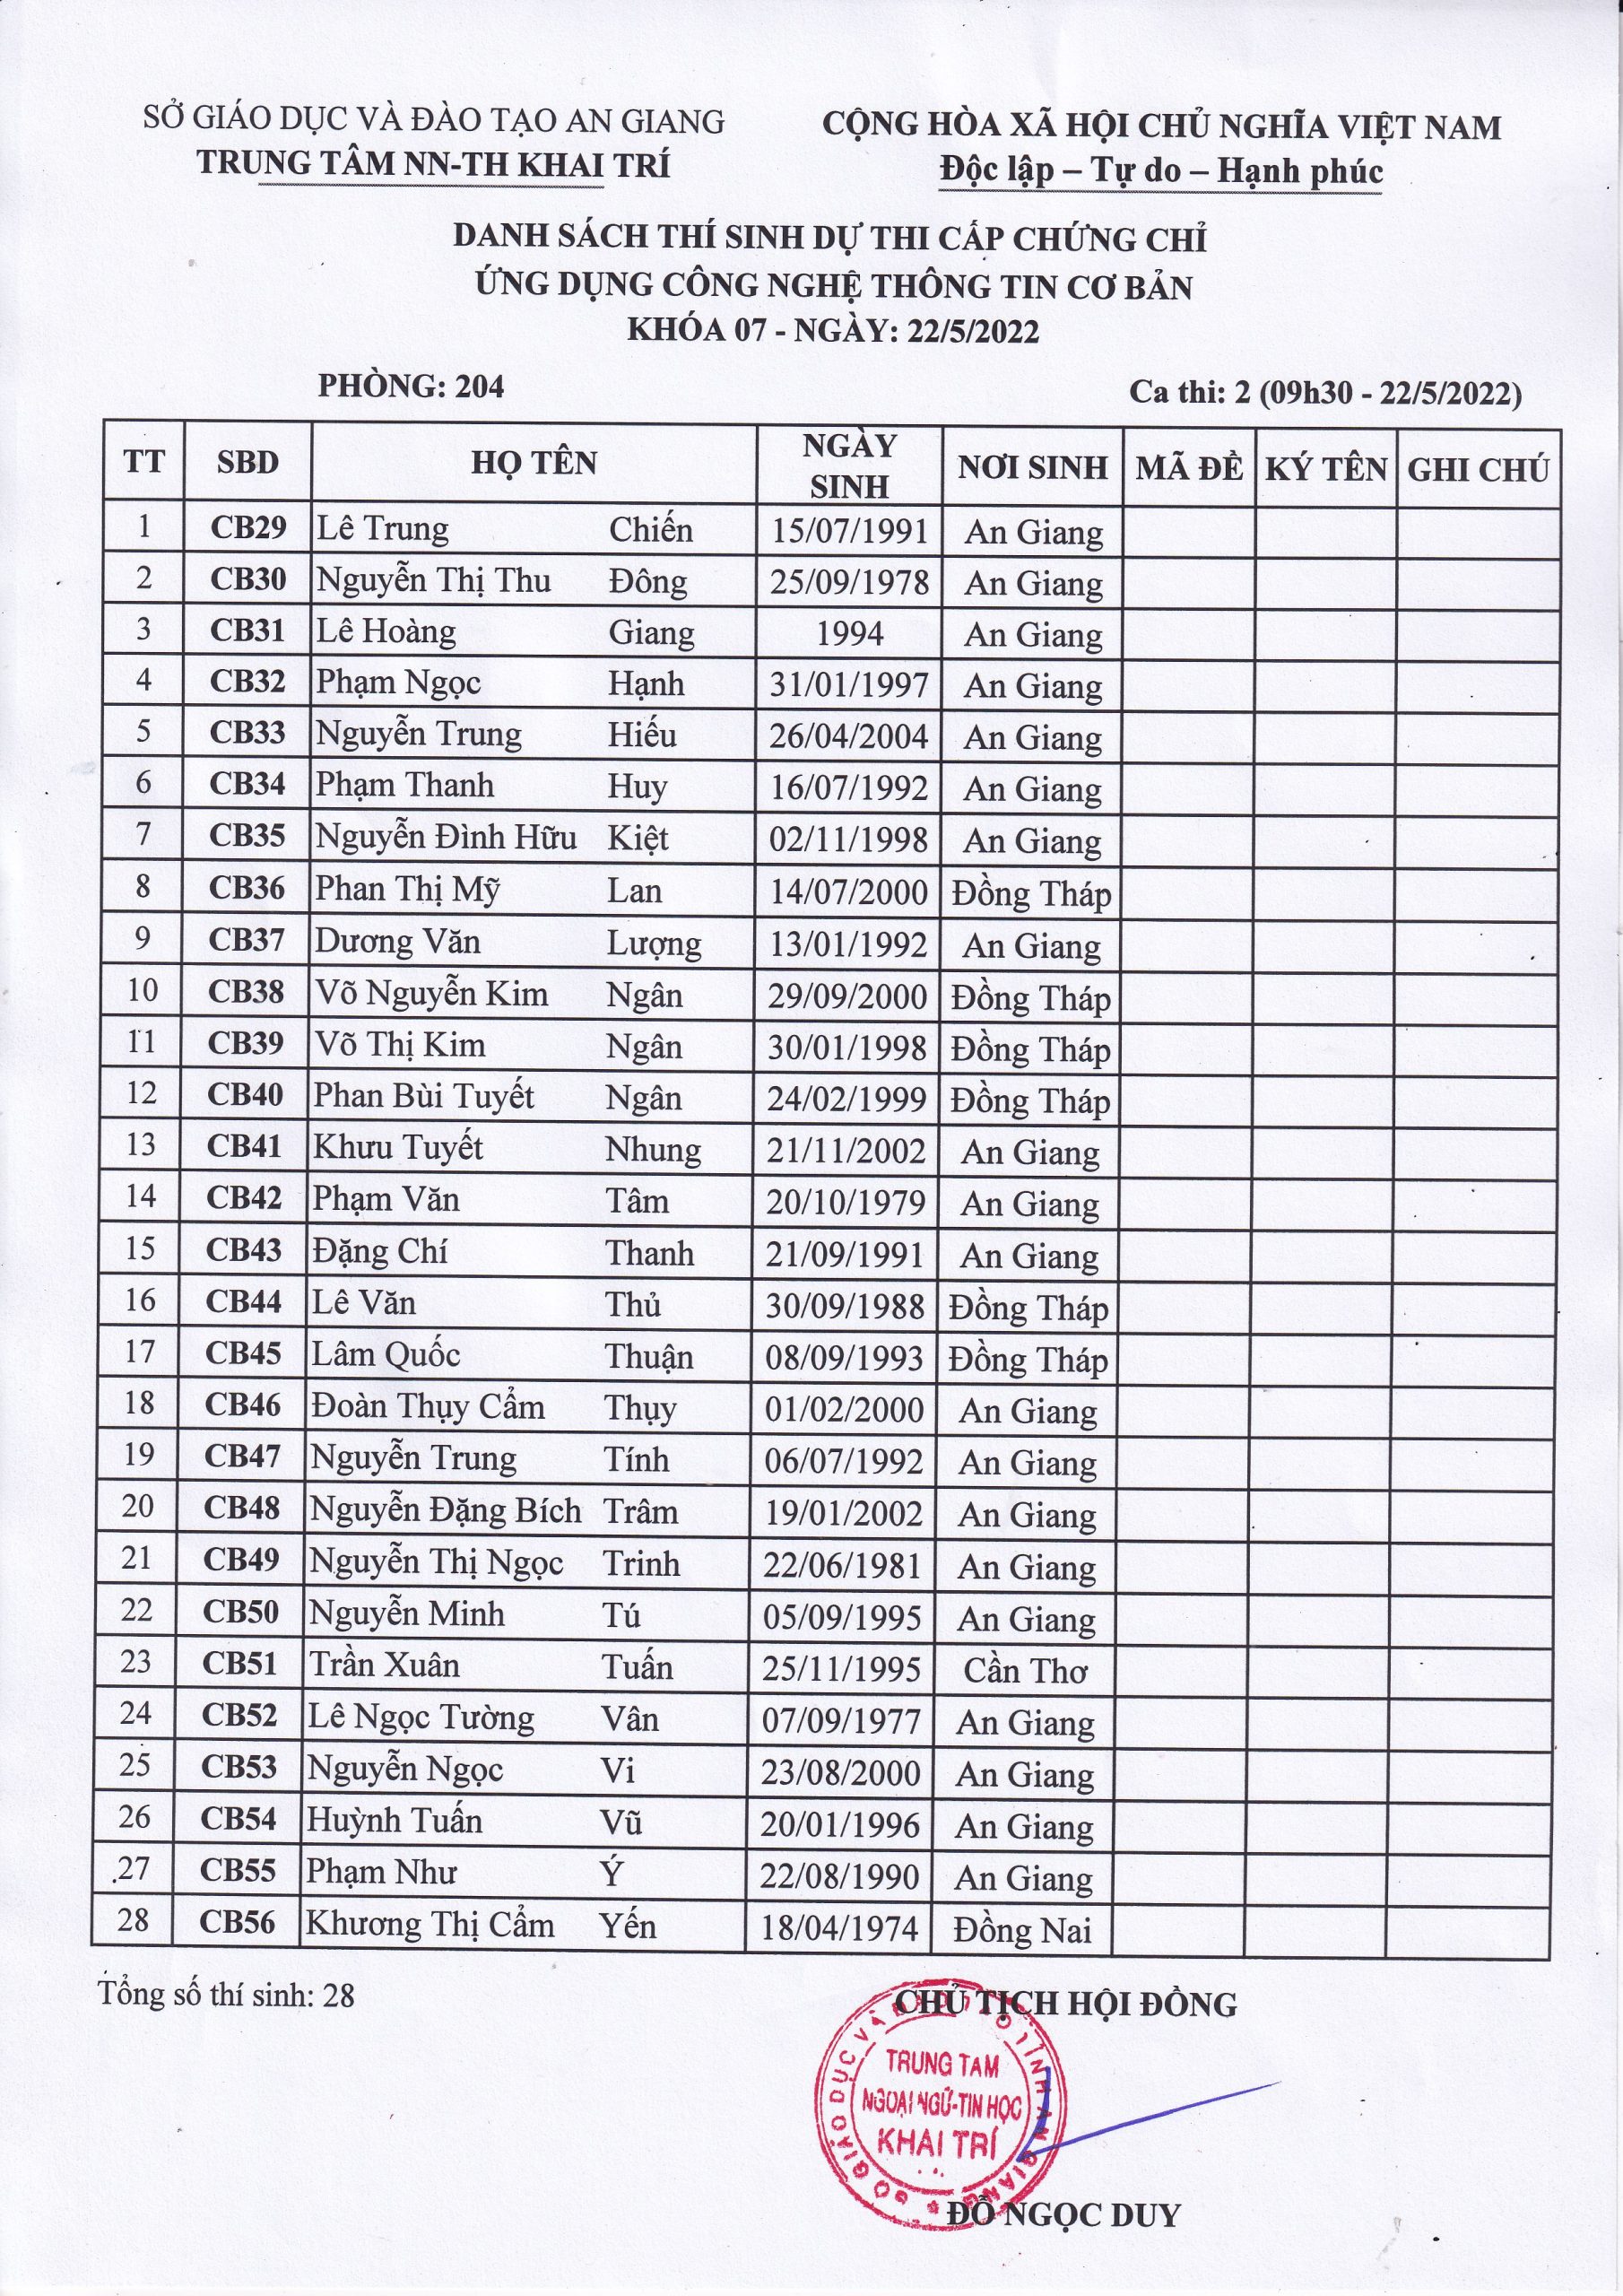 SỞ GIÁO DỤC VÀ ĐÀO TẠO AN GIANG
TRUNG TÂM NN-TH KHAI TRÍ
CỘNG HÒA XÃ HỘI CHỦ NGHĨA VIỆT NAM
Độc lập – Tự do – Hạnh phúc
DANH SÁCH THÍ SINH DỰ THI CẤP CHỨNG CHỈ
ỨNG DỤNG CÔNG NGHỆ THÔNG TIN CƠ BẢN
KHÓA 07 - NGÀY: 22/5/2022
PHÒNG: 204 Ca thi: 2 (09h30 - 22/5/2022)
TT SBD HỌ TÊN NGÀY SINH NƠI SINH MÃ ĐỀ KÝ TÊN GHI CHÚ
1 CB29 Lê Trung Chiến 15/07/1991 An Giang
2 CB30 Nguyễn Thị Thu Đông 25/09/1978 An Giang
3 CB31 Lê Hoàng Giang 1994 An Giang
4 CB32 Phạm Ngọc Hạnh 31/01/1997 An Giang
5 CB33 Nguyễn Trung Hiếu 26/04/2004 An Giang
6 CB34 Phạm Thanh Huy 16/07/1992 An Giang
7 CB35 Nguyễn Đình Hữu Kiệt 02/11/1998 An Giang
8 CB36 Phan Thị Mỹ Lan 14/07/2000 Đồng Tháp
9 CB37 Dương Văn Lượng 13/01/1992 An Giang
10 CB38 Võ Nguyễn Kim Ngân 29/09/2000 Đồng Tháp
11 CB39 Võ Thị Kim Ngân 30/01/1998 Đồng Tháp
12 CB40 Phan Bùi Tuyết Ngân 24/02/1999 Đồng Tháp
13 CB41 Khưu Tuyết Nhung 21/11/2002 An Giang
14 CB42 Phạm Văn Tâm 20/10/1979 An Giang
15 CB43 Đặng Chí Thanh 21/09/1991 An Giang
16 CB44 Lê Văn Thủ 30/09/1988 Đồng Tháp
17 CB45 Lâm Quốc Thuận 08/09/1993 Đồng Tháp
18 CB46 Đoàn Thụy Cẩm Thụy 01/02/2000 An Giang
19 CB47 Nguyễn Trung Tính 06/07/1992 An Giang
20 CB48 Nguyễn Đặng Bích Trâm 19/01/2002 An Giang
21 CB49 Nguyễn Thị Ngọc Trinh 22/06/1981 An Giang
22 CB50 Nguyễn Minh Tú 05/09/1995 An Giang
23 CB51 Trần Xuân Tuấn 25/11/1995 Cần Thơ
24 CB52 Lê Ngọc Tường Vân 07/09/1977 An Giang
25 CB53 Nguyễn Ngọc Vi 23/08/2000 An Giang
26 CB54 Huỳnh Tuấn Vũ 20/01/1996 An Giang
27 CB55 Phạm Như Ý 22/08/1990 An Giang
28 CB56 Khương Thị Cẩm Yến 18/04/1974 Đồng Nai
Tổng số thí sinh: 28
CHỦ TỊCH HỘI ĐỒNG
SỞ GIÁO DỤC VÀ ĐÀO TẠO TỈNH AN GIANG
TRUNG TÂM
NGOẠI NGỮ-TIN HỌC
KHAI TRÍ
ĐỖ NGỌC DUY